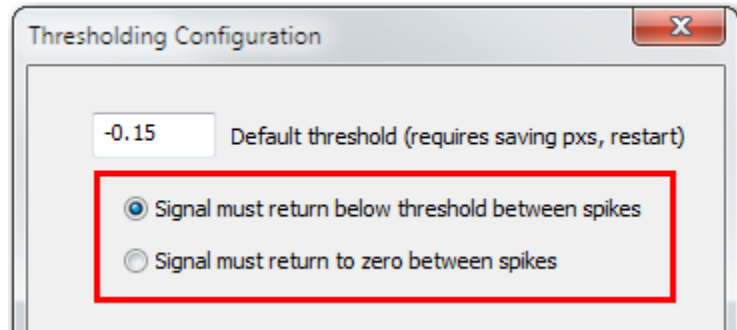 Thresholding Configuration
-0.15 Default threshold (requires saving pxs, restart)
Signal must return below threshold between spikes
Signal must return to zero between spikes